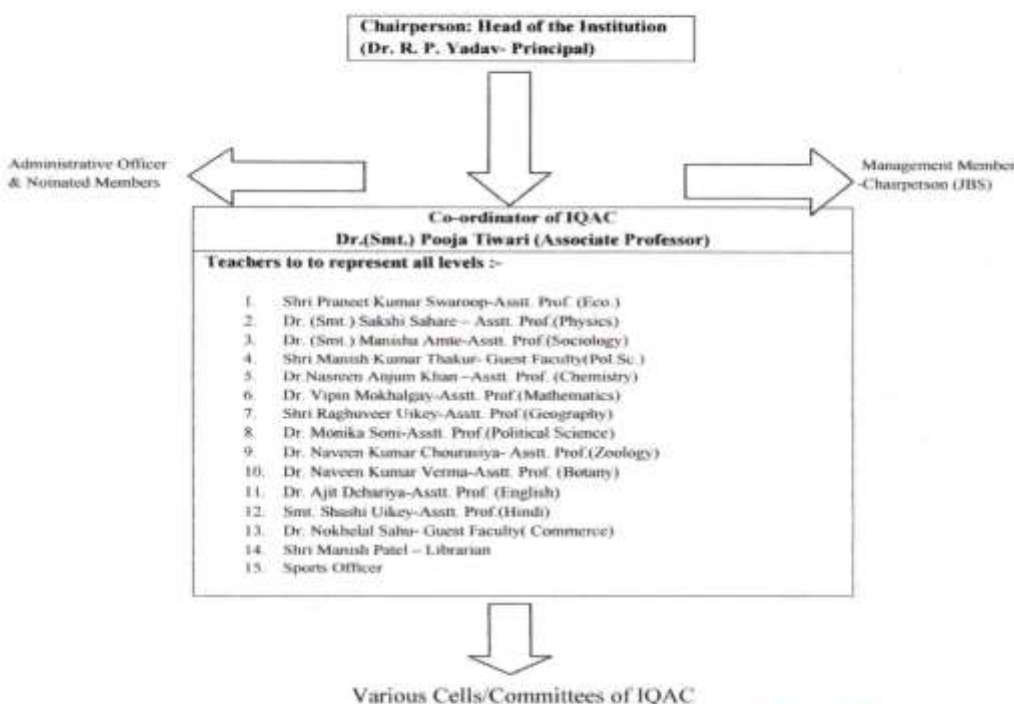 Chairperson: Head of the Institution
(Dr. R. P. Yadav- Principal)
Administrative Officer
& Noinated Members
Management Member
-Chairperson (JBS)
Co-ordinator of IQAC
Dr.(Smt.) Pooja Tiwari (Associate Professor)
Teachers to to represent all levels :-
1. Shri Praneet Kumar Swaroop-Asstt. Prof. (Eco.)
2. Dr. (Smt.) Sakshi Sahare – Asstt. Prof.(Physics)
3. Dr. (Smt.) Manisha Amte-Asstt. Prof.(Sociology)
4. Shri Manish Kumar Thakur- Guest Faculty(Pol.Sc.)
5. Dr.Nasreen Anjum Khan –Asstt. Prof. (Chemistry)
6. Dr. Vipin Mokhalgay-Asstt. Prof.(Mathematics)
7. Shri Raghuveer Uikey-Asstt. Prof.(Geography)
8. Dr. Monika Soni-Asstt. Prof.(Political Science)
9. Dr. Naveen Kumar Chourasiya- Asstt. Prof.(Zoology)
10. Dr. Naveen Kumar Verma-Asstt. Prof. (Botany)
11. Dr. Ajit Dehariya-Asstt. Prof. (English)
12. Smt. Shashi Uikey-Asstt. Prof.(Hindi)
13. Dr. Nokhelal Sahu- Guest Faculty( Commerce)
14. Shri Manish Patel – Librarian
15. Sports Officer
Various Cells/Committees of IQAC